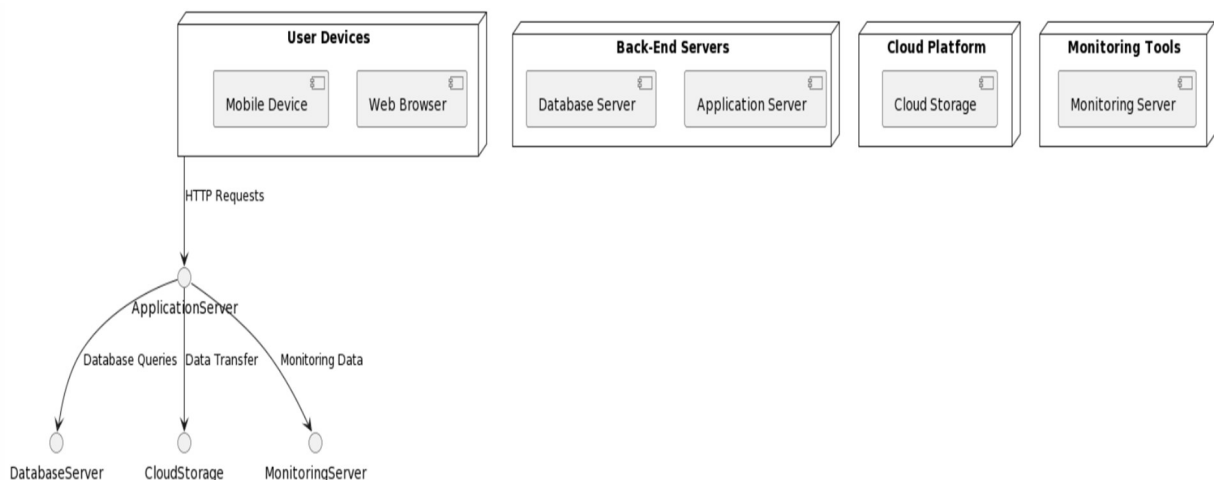 User Devices
Mobile Device
Web Browser
Back-End Servers
Database Server
Application Server
Cloud Platform
Cloud Storage
Monitoring Tools
Monitoring Server
HTTP Requests
ApplicationServer
Database Queries
Data Transfer
Monitoring Data
DatabaseServer
CloudStorage
MonitoringServer